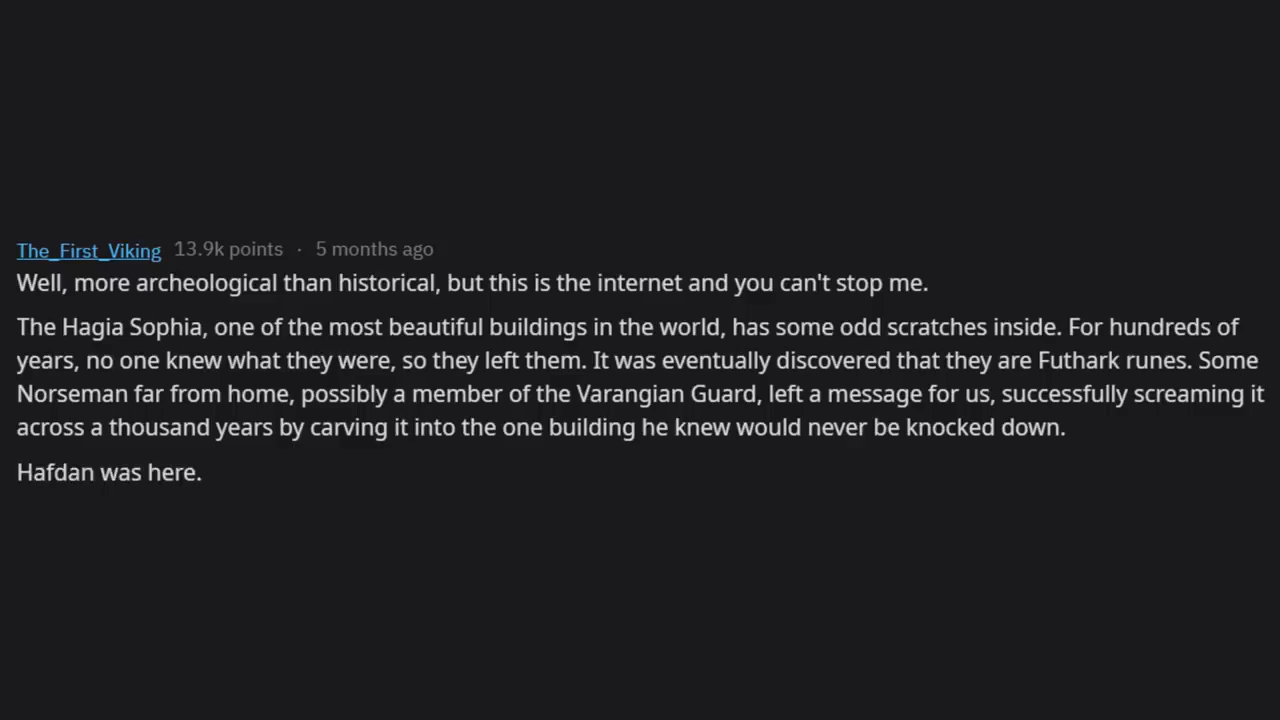 The_First_Viking 13.9k points · 5 months ago
Well, more archeological than historical, but this is the internet and you can't stop me.
The Hagia Sophia, one of the most beautiful buildings in the world, has some odd scratches inside. For hundreds of
years, no one knew what they were, so they left them. It was eventually discovered that they are Futhark runes. Some
Norseman far from home, possibly a member of the Varangian Guard, left a message for us, successfully screaming it
across a thousand years by carving it into the one building he knew would never be knocked down.
Hafdan was here.